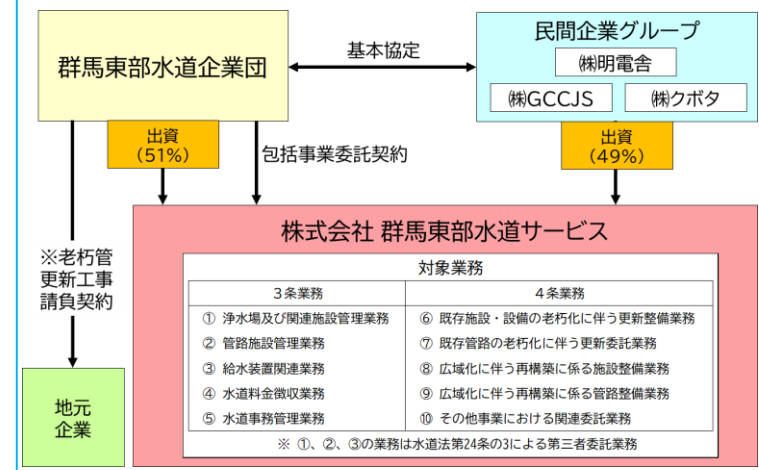 群馬東部水道企業団
基本協定
民間企業グループ
㈱明電舎
㈱GCCJS
㈱クボタ
出資
(51%)
包括事業委託契約
出資
(49%)
※老朽管
更新工事
請負契約
地元
企業
株式会社 群馬東部水道サービス
対象業務
3条業務
4条業務
① 浄水場及び関連施設管理業務
② 管路施設管理業務
③ 給水装置関連業務
④ 水道料金徴収業務
⑤ 水道事務管理業務
⑥ 既存施設・設備の老朽化に伴う更新整備業務
⑦ 既存管路の老朽化に伴う更新委託業務
⑧ 広域化に伴う再構築に係る施設整備業務
⑨ 広域化に伴う再構築に係る管路整備業務
⑩ その他事業における関連委託業務
※ ①、②、③の業務は水道法第24条の3による第三者委託業務